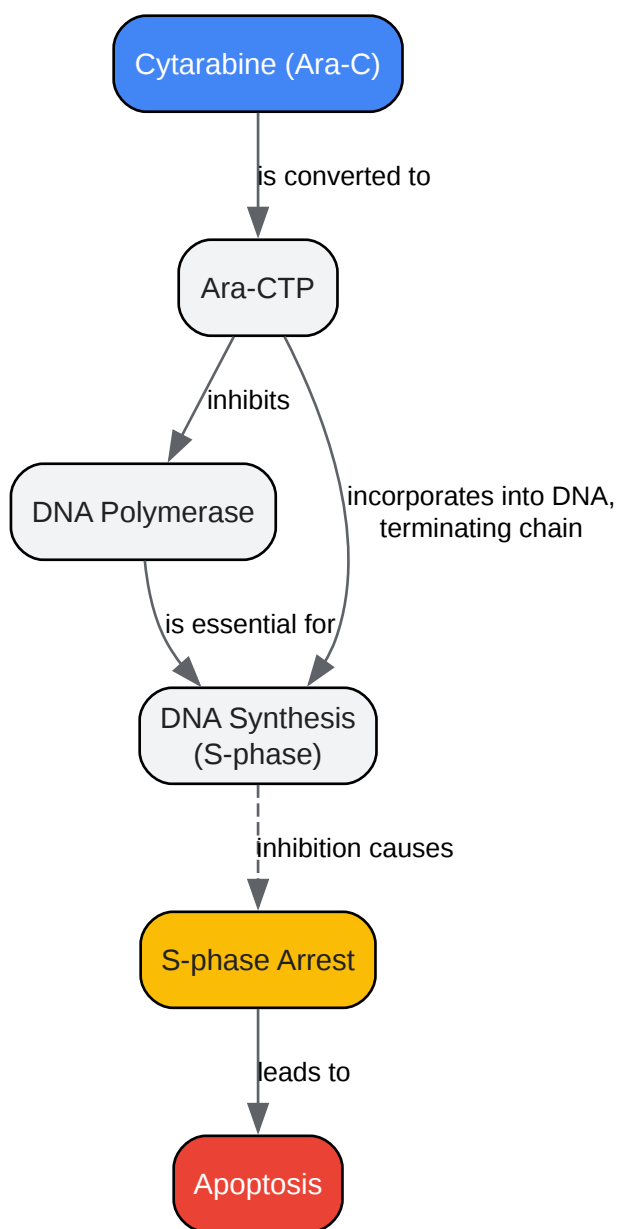 Cytarabine (Ara-C)
is converted to
Ara-CTP
inhibits
DNA Polymerase
incorporates into DNA,
terminating chain
is essential for
DNA Synthesis
(S-phase)
inhibition causes
S-phase Arrest
leads to
Apoptosis